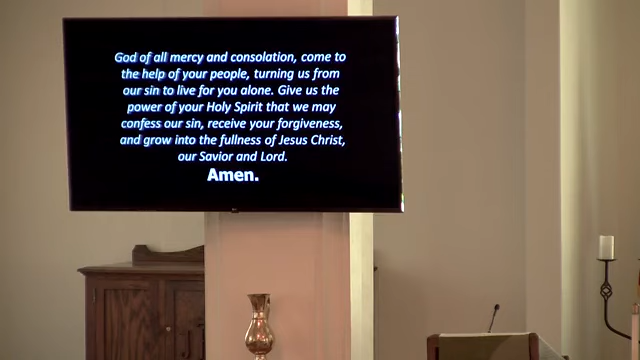 God of all mercy and consolation, come to
the help of your people, turning us from
our sin to live for you alone. Give us the
power of your Holy Spirit that we may
confess our sin, receive your forgiveness,
and grow into the fullness of Jesus Christ,
our Savior and Lord.
Amen.